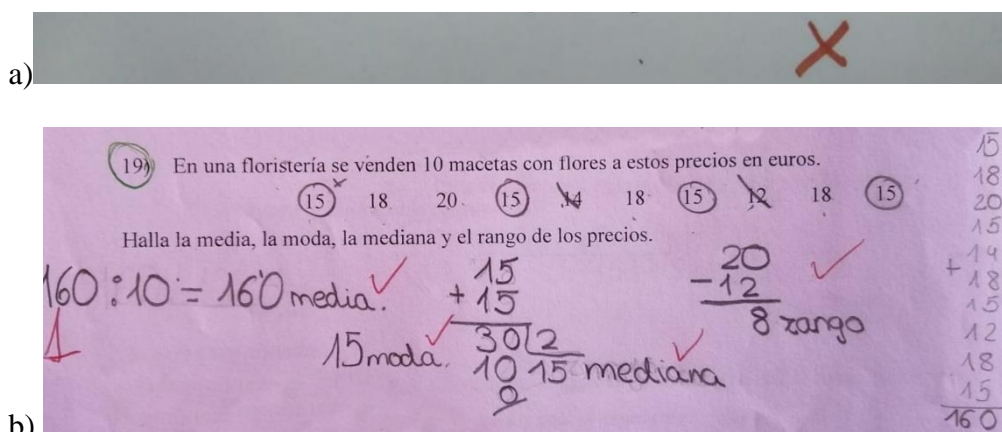 a)
b)
19) En una floristería se venden 10 macetas con flores a estos precios en euros.
15 18 20 15 14 18 15 12 18 15
Halla la media, la moda, la mediana y el rango de los precios.
160 : 10 = 16'0 media.
1
15 moda.
15
+ 15
30 2
10 15 mediana
0
20
- 12
8 rango
15
18
20
15
14
+ 18
15
12
18
15
160